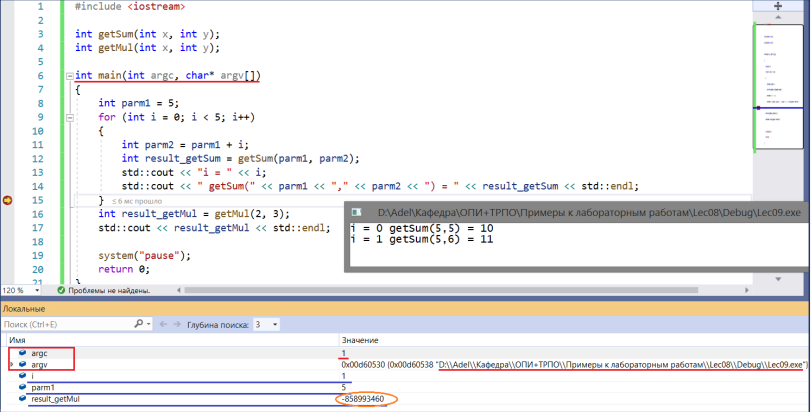 1 #include <iostream>
2
3 int getSum(int x, int y);
4 int getMul(int x, int y);
5
6 int main(int argc, char* argv[])
7 {
8 int parm1 = 5;
9 for (int i = 0; i < 5; i++)
10 {
11 int parm2 = parm1 + i;
12 int result_getSum = getSum(parm1, parm2);
13 std::cout << "i = " << i;
14 std::cout << " getSum(" << parm1 << "," << parm2 << ") = " << result_getSum << std::endl;
15 } ≤ 6 мс прошло
16 int result_getMul = getMul(2, 3);
17 std::cout << result_getMul << std::endl;
18
19 system("pause");
20 return 0;
21 }
D:\Adel\Кафедра\ОПИ+ТРПО\Примеры к лабораторным работам\Lec08\Debug\Lec09.exe
i = 0 getSum(5,5) = 10
i = 1 getSum(5,6) = 11
120 % Проблемы не найдены.
Локальные
Поиск (Ctrl+E) Глубина поиска: 3
Имя Значение
argc 1
argv 0x00d60530 (0x00d60538 "D:\\Adel\\Кафедра\\ОПИ+ТРПО\\Примеры к лабораторным работам\\Lec08\\Debug\\Lec09.exe")
i 1
parm1 5
result_getMul -858993460